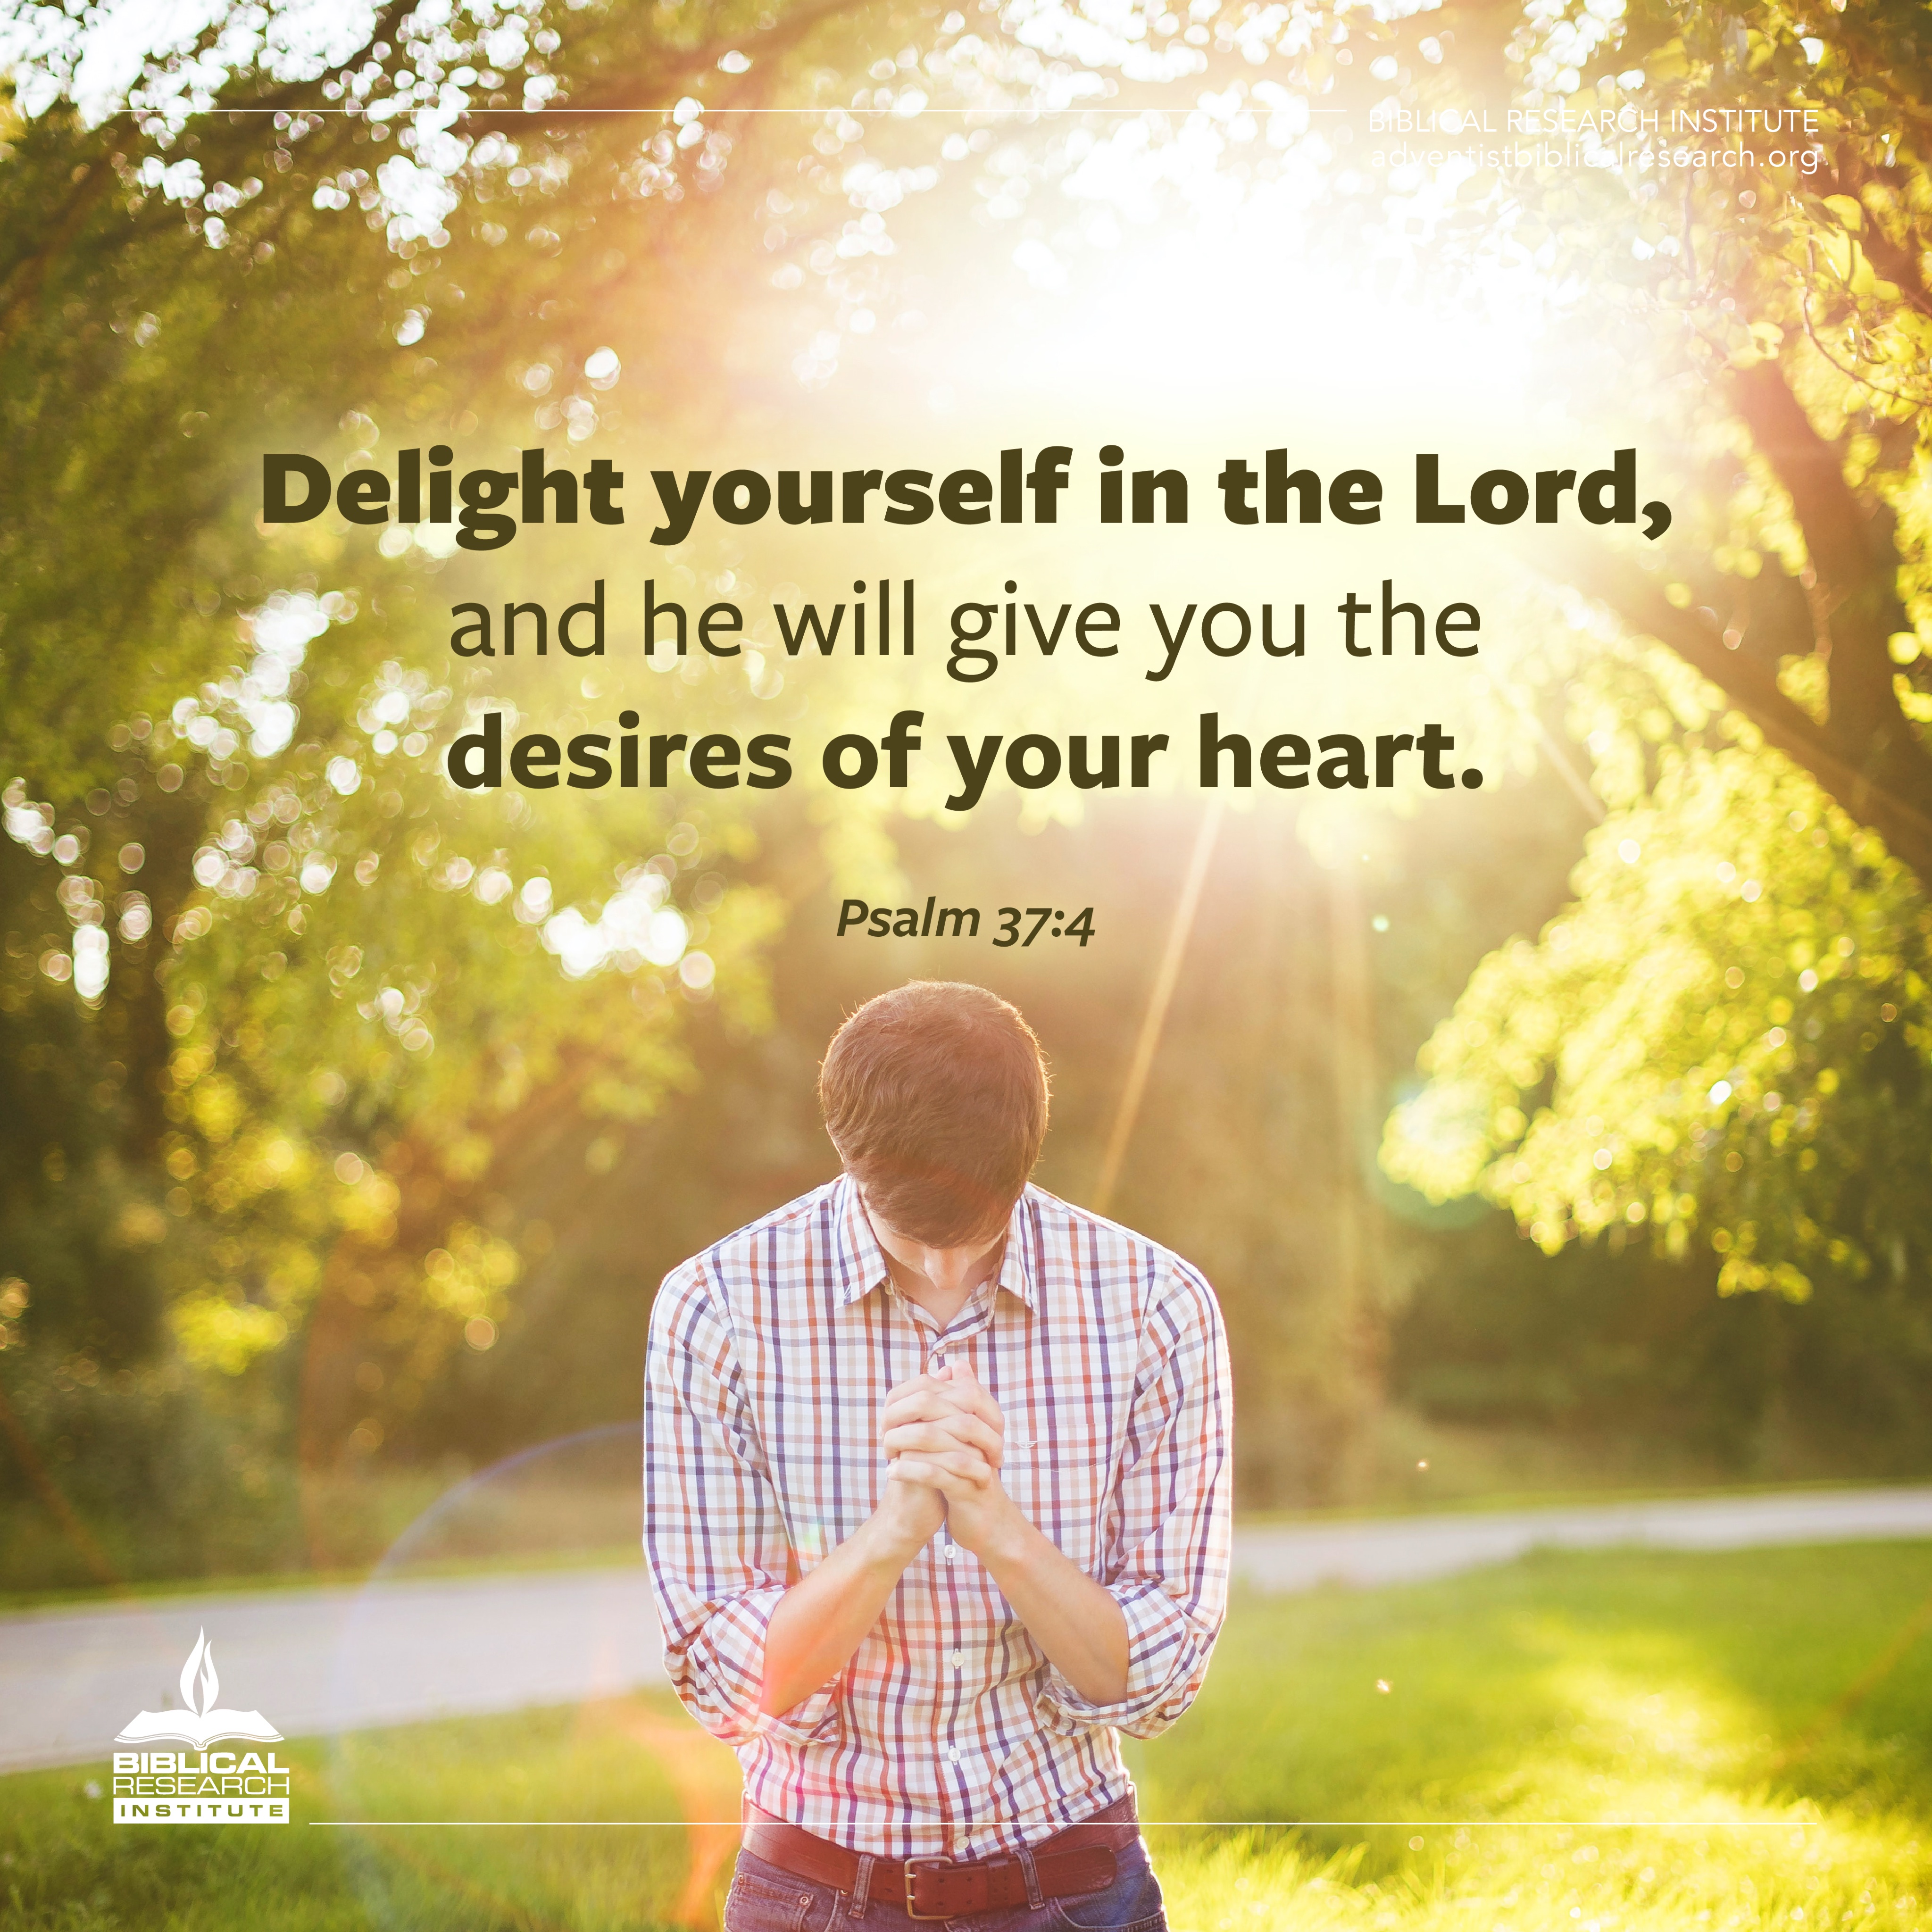 BIBLICAL RESEARCH INSTITUTE
adventistbiblicalresearch.org
Delight yourself in the Lord,
and he will give you the
desires of your heart.
Psalm 37:4
BIBLICAL
RESEARCH
INSTITUTE